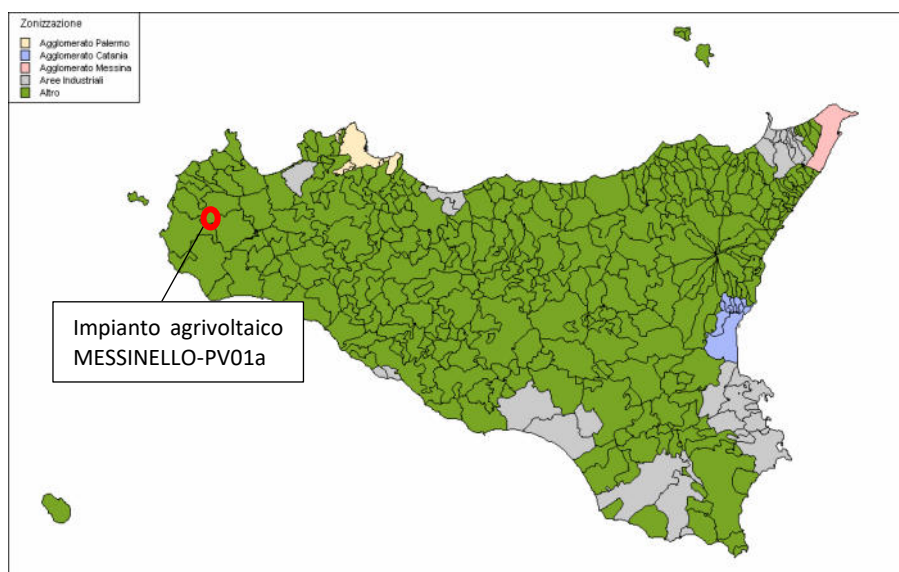 Zonizzazione
Agglomerato Palermo
Agglomerato Catania
Agglomerato Messina
Aree Industriali
Altro
Impianto agrivoltaico
MESSINELLO-PV01a